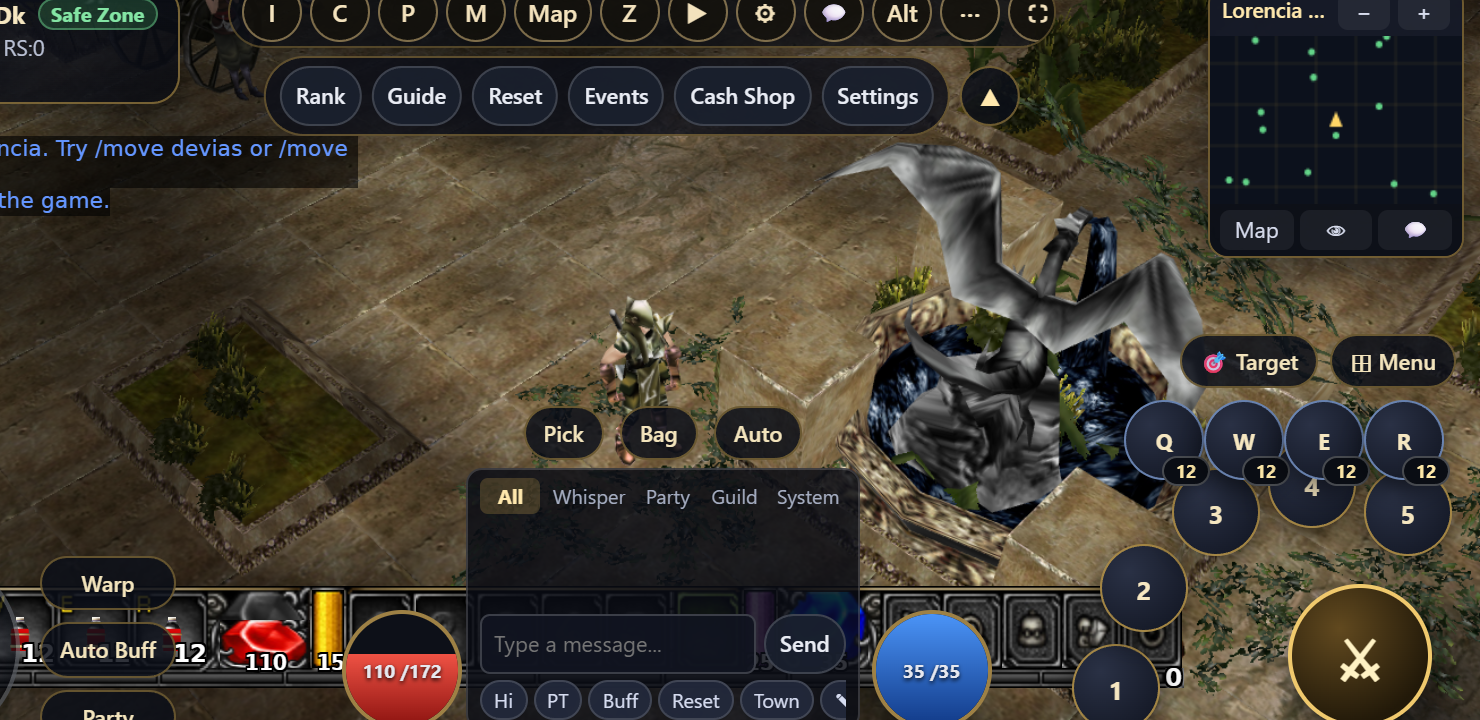 Dk Safe Zone
RS:0
I C P M Map Z Alt ...
Rank Guide Reset Events Cash Shop Settings
Lorencia ... − +
Map
ncia. Try /move devias or /move
the game.
Target Menu
Pick Bag Auto
Q W E R
12 12 12 12
3 4 5
All Whisper Party Guild System
Warp
2
E R
Type a message... Send
Auto Buff
12 12 110 15
110 /172
35 /35
0
1
Hi PT Buff Reset Town
Party